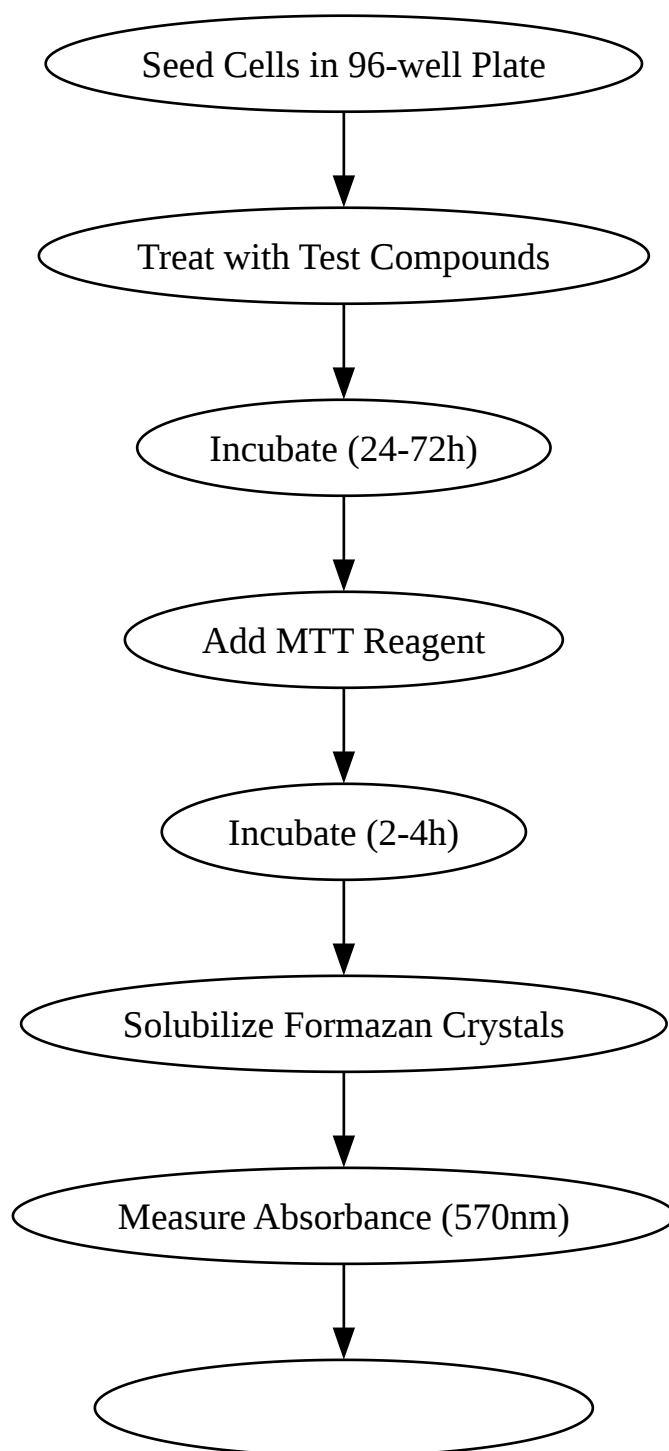 Seed Cells in 96-well Plate
Treat with Test Compounds
Incubate (24-72h)
Add MTT Reagent
Incubate (2-4h)
Solubilize Formazan Crystals
Measure Absorbance (570nm)